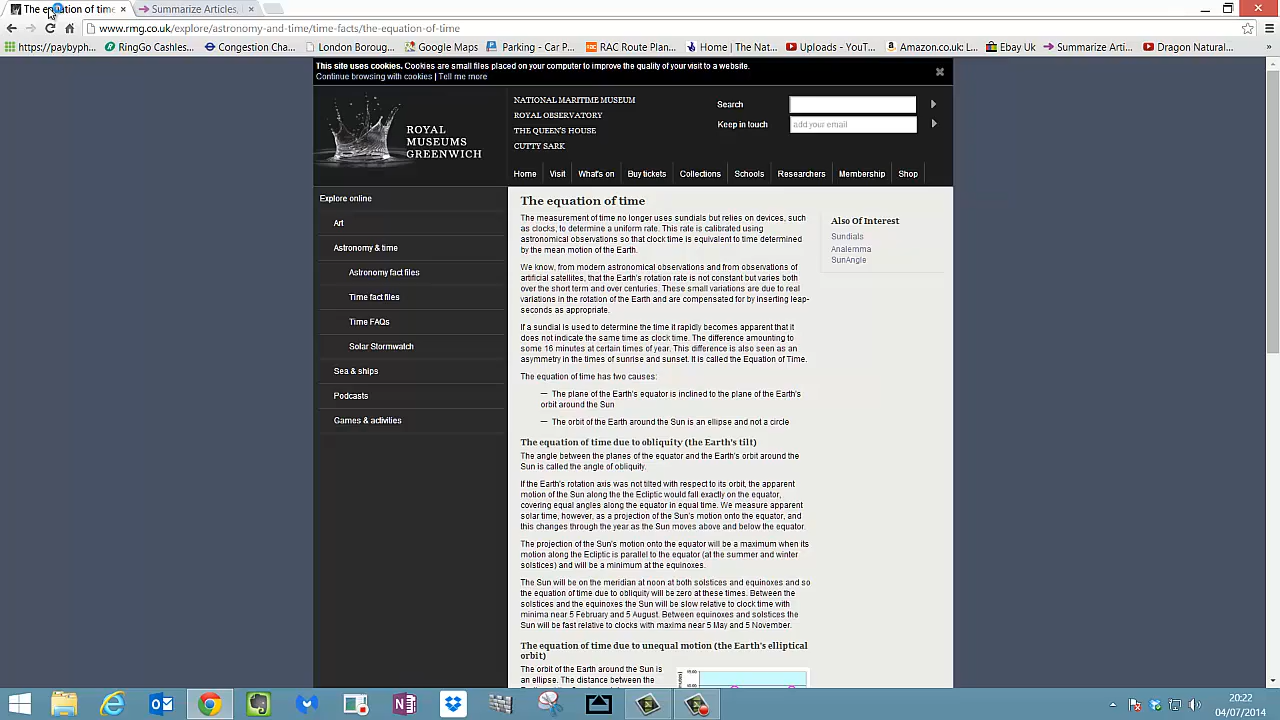 The equation of time
Summarize Articles,
www.rmg.co.uk/explore/astronomy-and-time/time-facts/the-equation-of-time
https://paybyph... RingGo Cashles... Congestion Cha... London Boroug... Google Maps Parking - Car P... RAC Route Plan... Home | The Nat... Uploads - YouT... Amazon.co.uk: L... Ebay Uk Summarize Arti... Dragon Natural... »
This site uses cookies. Cookies are small files placed on your computer to improve the quality of your visit to a website.
Continue browsing with cookies | Tell me more
ROYAL
MUSEUMS
GREENWICH
NATIONAL MARITIME MUSEUM
ROYAL OBSERVATORY
THE QUEEN'S HOUSE
CUTTY SARK
Search
Keep in touch add your email
Home Visit What's on Buy tickets Collections Schools Researchers Membership Shop
Explore online
Art
Astronomy & time
Astronomy fact files
Time fact files
Time FAQs
Solar Stormwatch
Sea & ships
Podcasts
Games & activities
The equation of time
The measurement of time no longer uses sundials but relies on devices, such
as clocks, to determine a uniform rate. This rate is calibrated using
astronomical observations so that clock time is equivalent to time determined
by the mean motion of the Earth.
We know, from modern astronomical observations and from observations of
artificial satellites, that the Earth's rotation rate is not constant but varies both
over the short term and over centuries. These small variations are due to real
variations in the rotation of the Earth and are compensated for by inserting leap-
seconds as appropriate.
If a sundial is used to determine the time it rapidly becomes apparent that it
does not indicate the same time as clock time. The difference amounting to
some 16 minutes at certain times of year. This difference is also seen as an
asymmetry in the times of sunrise and sunset. It is called the Equation of Time.
The equation of time has two causes:
— The plane of the Earth's equator is inclined to the plane of the Earth's
orbit around the Sun
— The orbit of the Earth around the Sun is an ellipse and not a circle
The equation of time due to obliquity (the Earth's tilt)
The angle between the planes of the equator and the Earth's orbit around the
Sun is called the angle of obliquity.
If the Earth's rotation axis was not tilted with respect to its orbit, the apparent
motion of the Sun along the the Ecliptic would fall exactly on the equator,
covering equal angles along the equator in equal time. We measure apparent
solar time, however, as a projection of the Sun's motion onto the equator, and
this changes through the year as the Sun moves above and below the equator.
The projection of the Sun's motion onto the equator will be a maximum when its
motion along the Ecliptic is parallel to the equator (at the summer and winter
solstices) and will be a minimum at the equinoxes.
The Sun will be on the meridian at noon at both solstices and equinoxes and so
the equation of time due to obliquity will be zero at these times. Between the
solstices and the equinoxes the Sun will be slow relative to clock time with
minima near 5 February and 5 August. Between equinoxes and solstices the
Sun will be fast relative to clocks with maxima near 5 May and 5 November.
The equation of time due to unequal motion (the Earth's elliptical
orbit)
The orbit of the Earth around the Sun is
an ellipse. The distance between the
Also Of Interest
Sundials
Analemma
SunAngle
20:22
04/07/2014